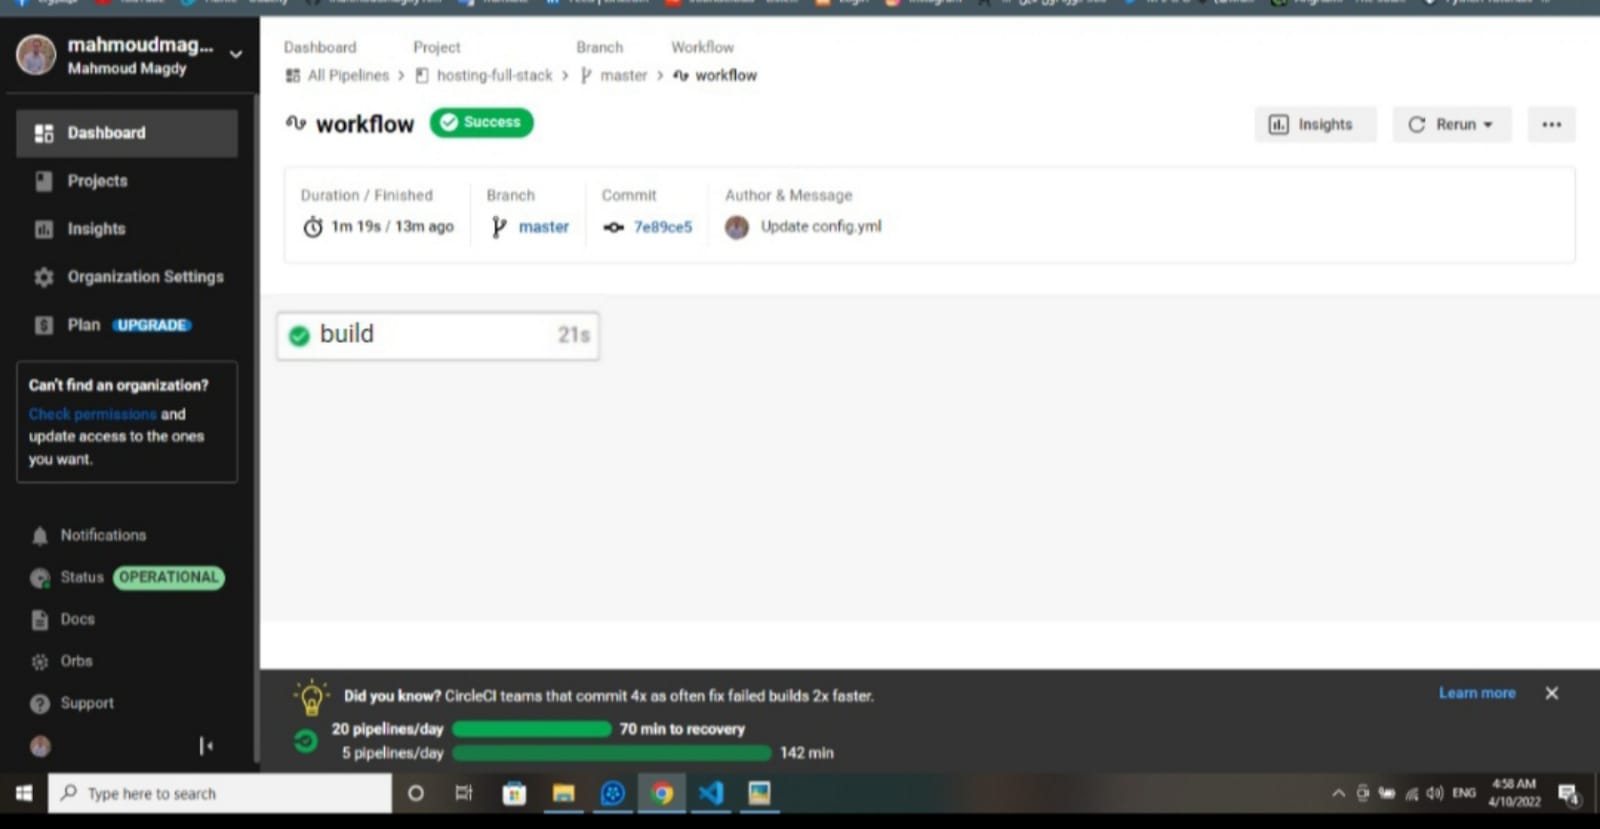 mahmoudmag...
Mahmoud Magdy
Dashboard
Projects
Insights
Organization Settings
Plan UPGRADE
Can't find an organization?
Check permissions and
update access to the ones
you want.
Notifications
Status OPERATIONAL
Docs
Orbs
Support
Dashboard Project Branch Workflow
All Pipelines > hosting-full-stack > master > workflow
workflow Success
Insights Rerun ...
Duration / Finished Branch Commit Author & Message
1m 19s / 13m ago master 7e89ce5 Update config.yml
build 21s
Did you know? CircleCI teams that commit 4x as often fix failed builds 2x faster.
Learn more
20 pipelines/day 70 min to recovery
5 pipelines/day 142 min
Type here to search
ENG
4:58 AM
4/10/2022
4